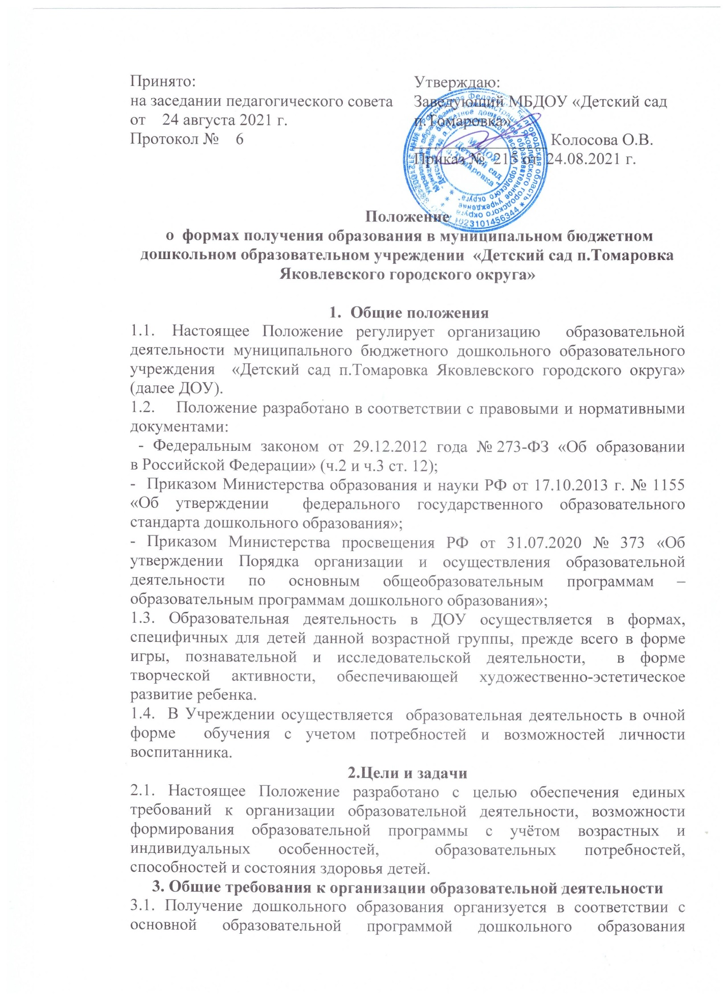 Принято:
на заседании педагогического совета
от 24 августа 2021 г.
Протокол № 6
Утверждаю:
Заведующий МБДОУ «Детский сад
п.Томаровка»
Колосова О.В.
Приказ № 215 от 24.08.2021 г.
МБДОУ
"Детский сад
п.Томаровка"
Положение
о формах получения образования в муниципальном бюджетном
дошкольном образовательном учреждении «Детский сад п.Томаровка
Яковлевского городского округа»
1. Общие положения
1.1. Настоящее Положение регулирует организацию образовательной
деятельности муниципального бюджетного дошкольного образовательного
учреждения «Детский сад п.Томаровка Яковлевского городского округа»
(далее ДОУ).
1.2. Положение разработано в соответствии с правовыми и нормативными
документами:
- Федеральным законом от 29.12.2012 года № 273-ФЗ «Об образовании
в Российской Федерации» (ч.2 и ч.3 ст. 12);
- Приказом Министерства образования и науки РФ от 17.10.2013 г. № 1155
«Об утверждении федерального государственного образовательного
стандарта дошкольного образования»;
- Приказом Министерства просвещения РФ от 31.07.2020 № 373 «Об
утверждении Порядка организации и осуществления образовательной
деятельности по основным общеобразовательным программам –
образовательным программам дошкольного образования»;
1.3. Образовательная деятельность в ДОУ осуществляется в формах,
специфичных для детей данной возрастной группы, прежде всего в форме
игры, познавательной и исследовательской деятельности, в форме
творческой активности, обеспечивающей художественно-эстетическое
развитие ребенка.
1.4. В Учреждении осуществляется образовательная деятельность в очной
форме обучения с учетом потребностей и возможностей личности
воспитанника.
2.Цели и задачи
2.1. Настоящее Положение разработано с целью обеспечения единых
требований к организации образовательной деятельности, возможности
формирования образовательной программы с учётом возрастных и
индивидуальных особенностей, образовательных потребностей,
способностей и состояния здоровья детей.
3. Общие требования к организации образовательной деятельности
3.1. Получение дошкольного образования организуется в соответствии с
основной образовательной программой дошкольного образования